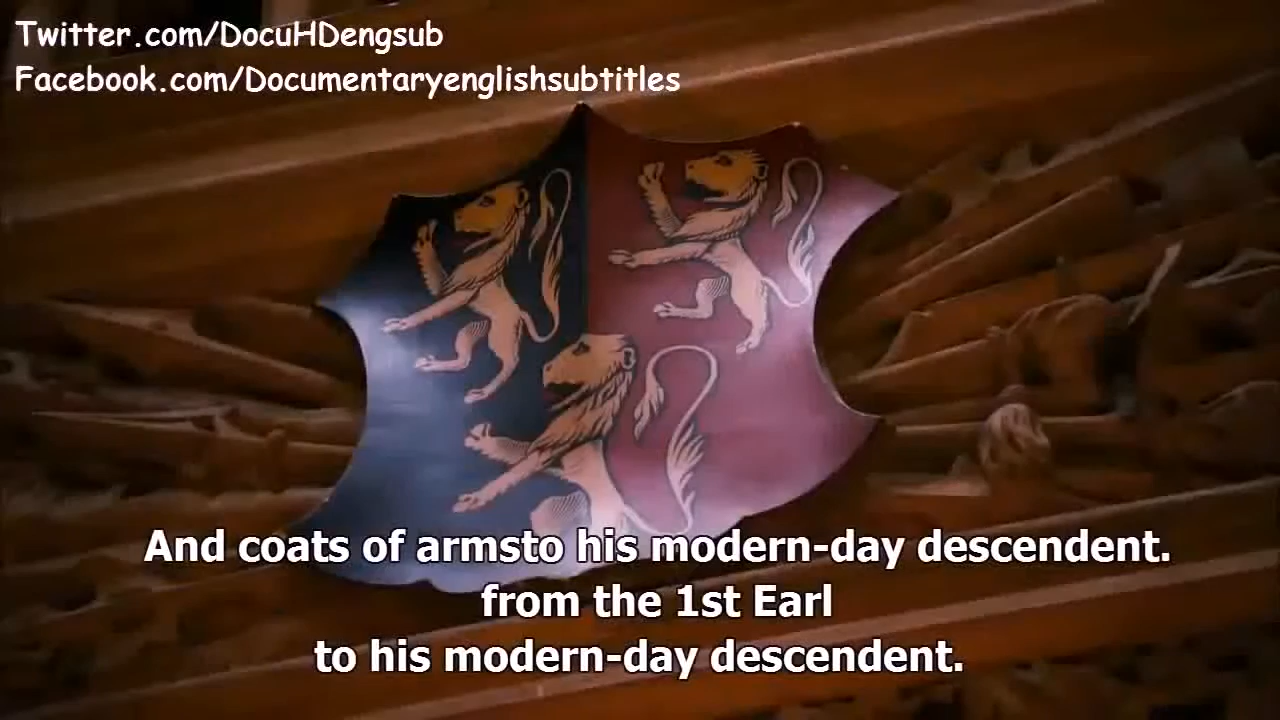 Twitter.com/DocuHDengsub
Facebook.com/Documentaryenglishsubtitles
And coats of armsto his modern-day descendent.
from the 1st Earl
to his modern-day descendent.